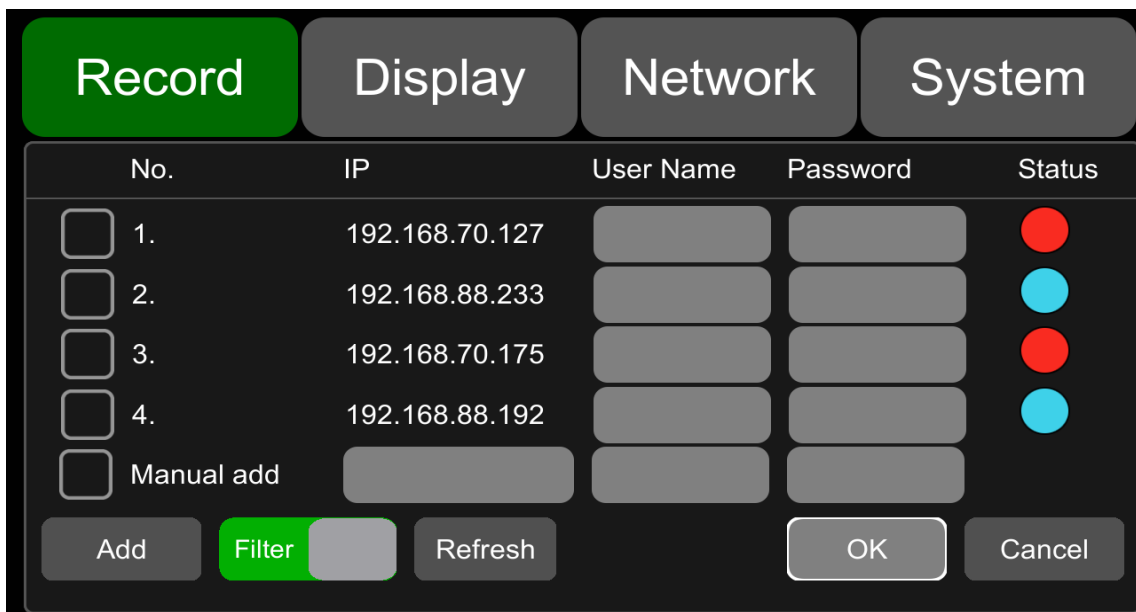 Record Display Network System
No. IP User Name Password Status
1. 192.168.70.127
2. 192.168.88.233
3. 192.168.70.175
4. 192.168.88.192
Manual add
Add Filter Refresh OK Cancel